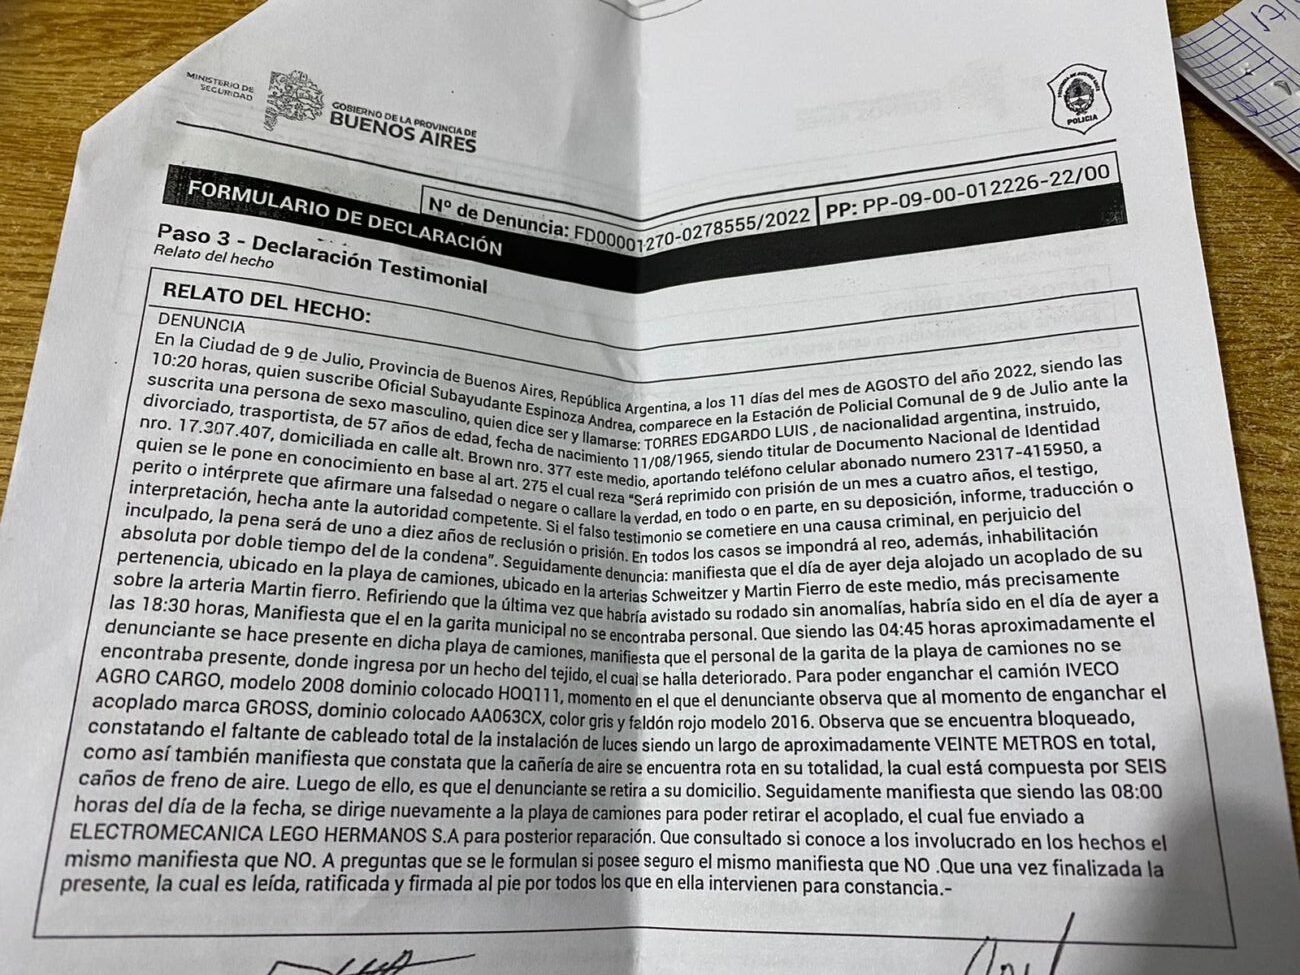 MINISTERIO DE
SEGURIDAD
GOBIERNO DE LA PROVINCIA DE
BUENOS AIRES
POLICIA
FORMULARIO DE DECLARACIÓN
Nº de Denuncia: FD00001270-0278555/2022
PP: PP-09-00-012226-22/00
Paso 3 - Declaración Testimonial
Relato del hecho
RELATO DEL HECHO:
DENUNCIA
En la Ciudad de 9 de Julio, Provincia de Buenos Aires, República Argentina, a los 11 días del mes de AGOSTO del año 2022, siendo las
10:20 horas, quien suscribe Oficial Subayudante Espinoza Andrea, comparece en la Estación de Policial Comunal de 9 de Julio ante la
suscrita una persona de sexo masculino, quien dice ser y llamarse: TORRES EDGARDO LUIS , de nacionalidad argentina, instruido,
divorciado, trasportista, de 57 años de edad, fecha de nacimiento 11/08/1965, siendo titular de Documento Nacional de Identidad
nro. 17.307.407, domiciliada en calle alt. Brown nro. 377 este medio, aportando teléfono celular abonado numero 2317-415950, a
quien se le pone en conocimiento en base al art. 275 el cual reza “Será reprimido con prisión de un mes a cuatro años, el testigo,
perito o intérprete que afirmare una falsedad o negare o callare la verdad, en todo o en parte, en su deposición, informe, traducción o
interpretación, hecha ante la autoridad competente. Si el falso testimonio se cometiere en una causa criminal, en perjuicio del
inculpado, la pena será de uno a diez años de reclusión o prisión. En todos los casos se impondrá al reo, además, inhabilitación
absoluta por doble tiempo del de la condena”. Seguidamente denuncia: manifiesta que el día de ayer deja alojado un acoplado de su
pertenencia, ubicado en la playa de camiones, ubicado en la arterias Schweitzer y Martin Fierro de este medio, más precisamente
sobre la arteria Martin fierro. Refiriendo que la última vez que habría avistado su rodado sin anomalías, habría sido en el día de ayer a
las 18:30 horas, Manifiesta que el en la garita municipal no se encontraba personal. Que siendo las 04:45 horas aproximadamente el
denunciante se hace presente en dicha playa de camiones, manifiesta que el personal de la garita de la playa de camiones no se
encontraba presente, donde ingresa por un hecho del tejido, el cual se halla deteriorado. Para poder enganchar el camión IVECO
AGRO CARGO, modelo 2008 dominio colocado HOQ111, momento en el que el denunciante observa que al momento de enganchar el
acoplado marca GROSS, dominio colocado AA063CX, color gris y faldón rojo modelo 2016. Observa que se encuentra bloqueado,
constatando el faltante de cableado total de la instalación de luces siendo un largo de aproximadamente VEINTE METROS en total,
como así también manifiesta que constata que la cañería de aire se encuentra rota en su totalidad, la cual está compuesta por SEIS
caños de freno de aire. Luego de ello, es que el denunciante se retira a su domicilio. Seguidamente manifiesta que siendo las 08:00
horas del día de la fecha, se dirige nuevamente a la playa de camiones para poder retirar el acoplado, el cual fue enviado a
ELECTROMECANICA LEGO HERMANOS S.A para posterior reparación. Que consultado si conoce a los involucrado en los hechos el
mismo manifiesta que NO. A preguntas que se le formulan si posee seguro el mismo manifiesta que NO .Que una vez finalizada la
presente, la cual es leída, ratificada y firmada al pie por todos los que en ella intervienen para constancia.-